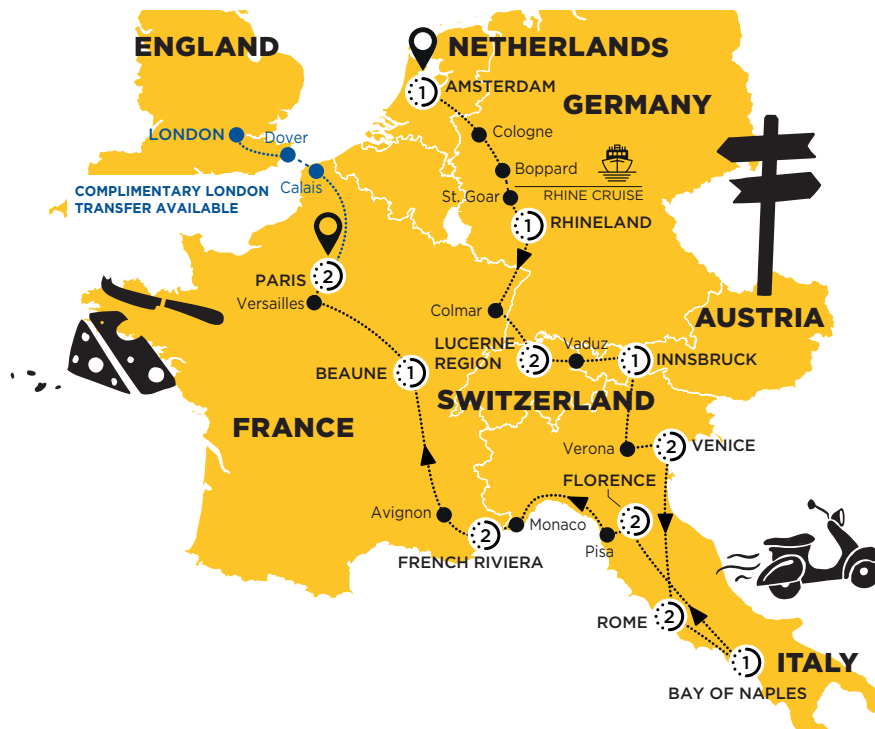 ENGLAND
NETHERLANDS
1
AMSTERDAM
GERMANY
LONDON
Dover
Cologne
Calais
Boppard
COMPLIMENTARY LONDON
TRANSFER AVAILABLE
St. Goar
RHINE CRUISE
1
RHINELAND
PARIS
2
Versailles
Colmar
AUSTRIA
LUCERNE
REGION
2
Vaduz
1
INNSBRUCK
BEAUNE
1
SWITZERLAND
FRANCE
Verona
2
VENICE
FLORENCE
2
Avignon
Monaco
Pisa
2
FRENCH RIVIERA
ROME
2
1
ITALY
BAY OF NAPLES